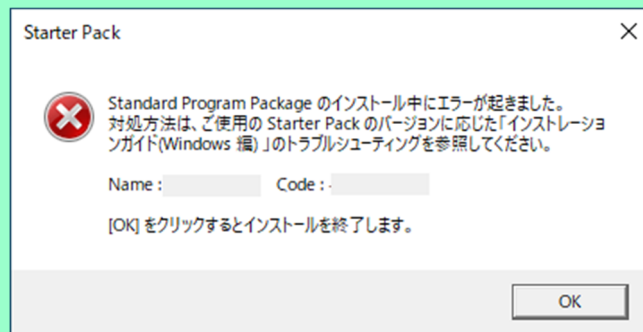 Starter Pack
Standard Program Package のインストール中にエラーが起きました。
対処方法は、ご使用の Starter Pack のバージョンに応じた「インストレーショ
ンガイド(Windows 編) 」のトラブルシューティングを参照してください。
Name : Code : -
[OK] をクリックするとインストールを終了します。
OK